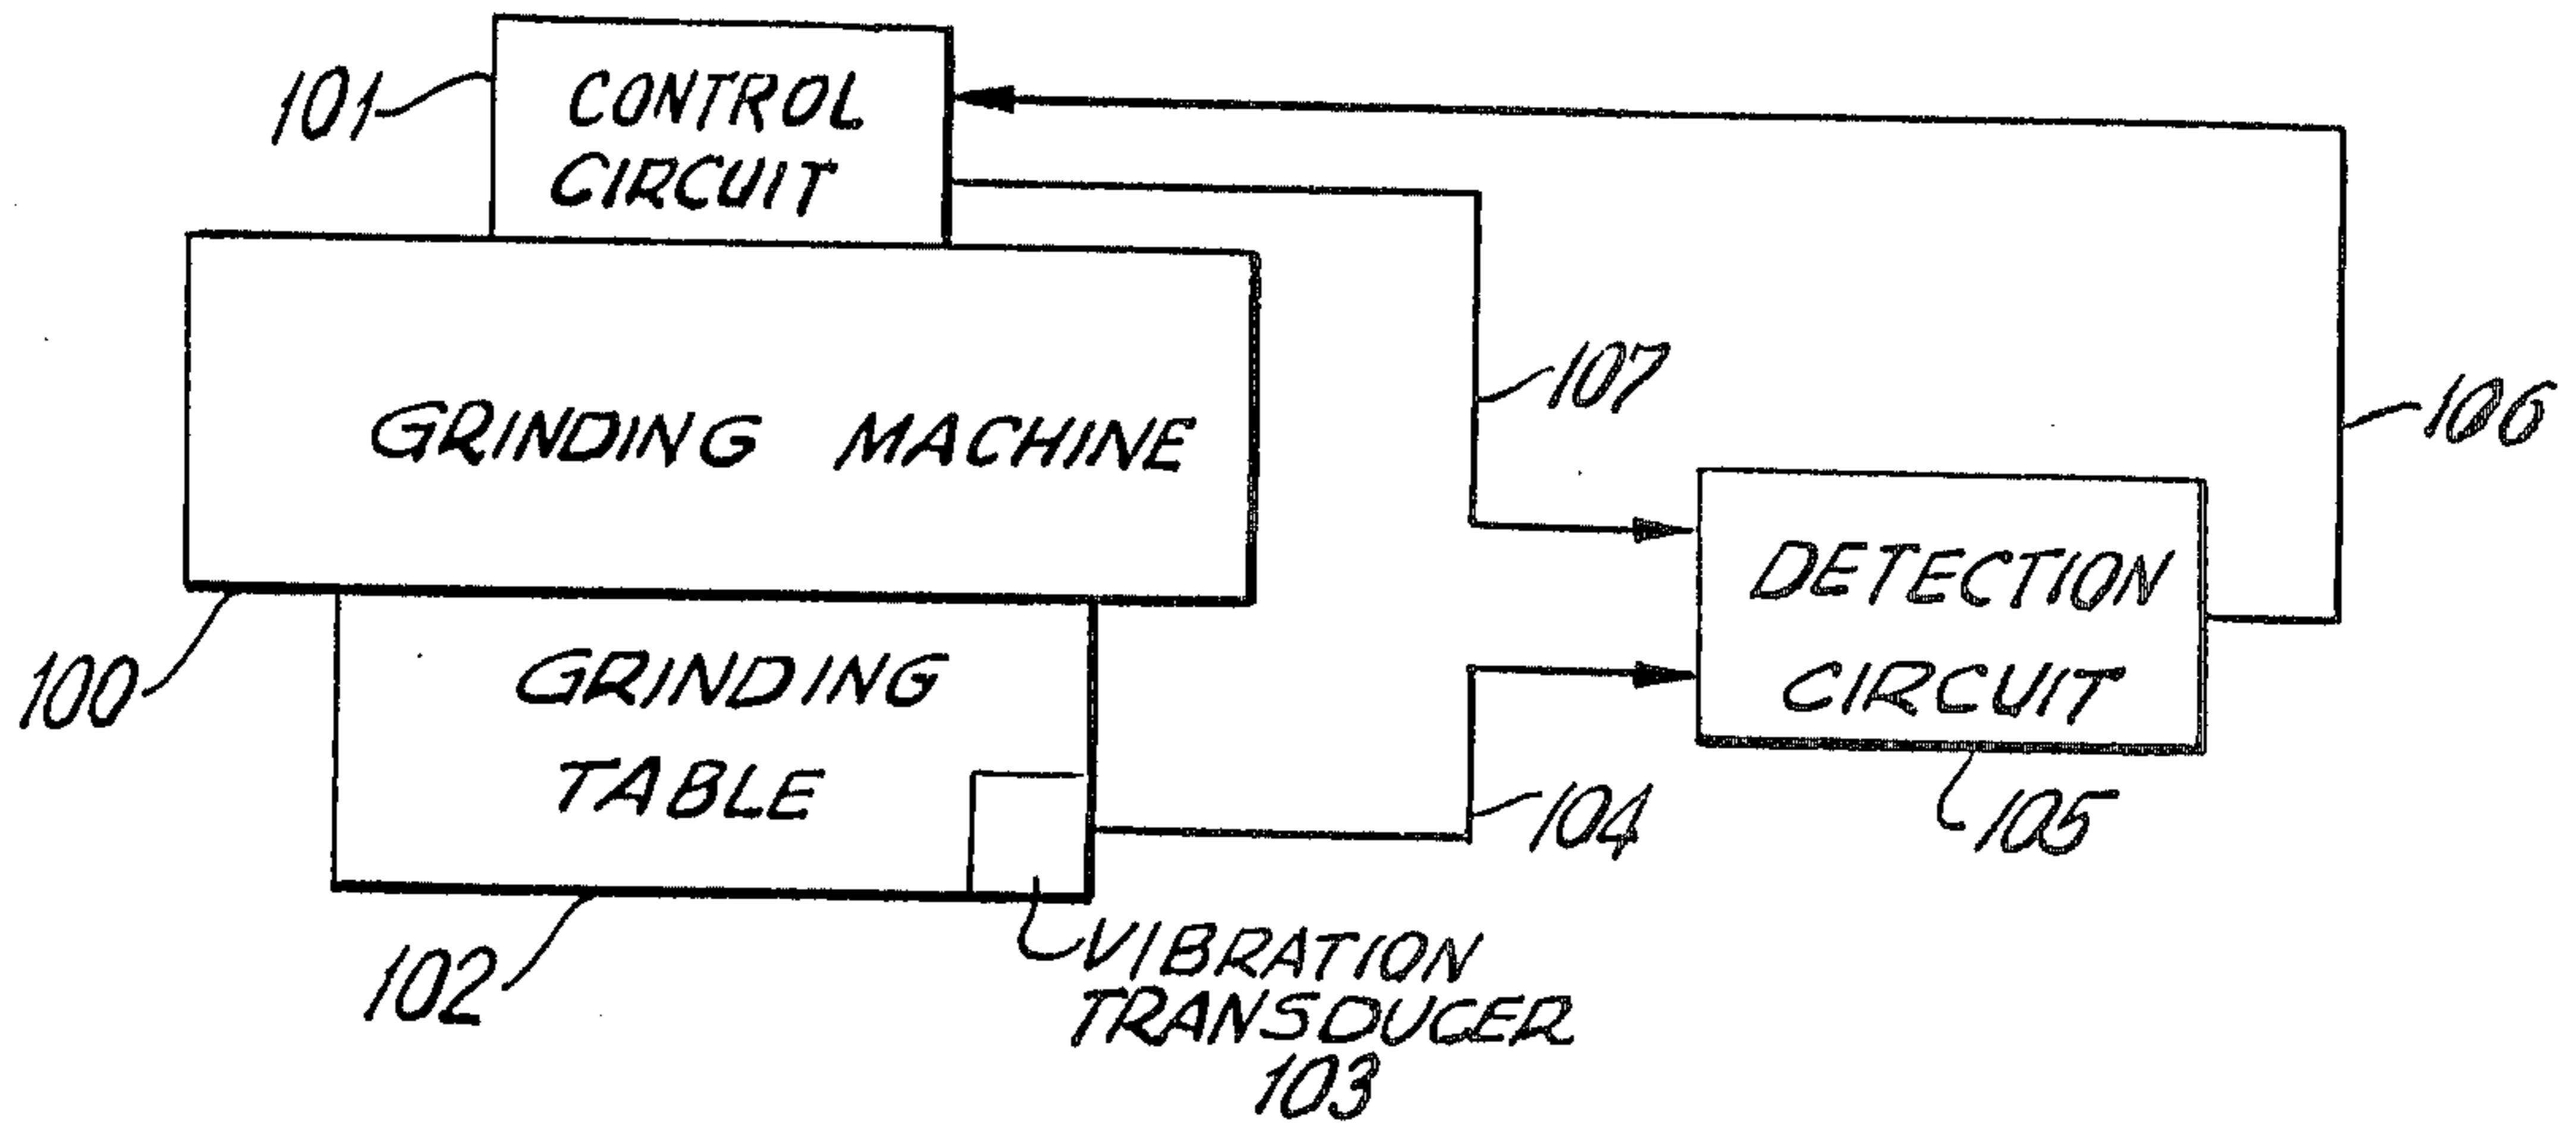 101
CONTROL
CIRCUIT
GRINDING MACHINE
107
106
100
GRINDING
TABLE
DETECTION
CIRCUIT
104
105
102
VIBRATION
TRANSDUCER
103